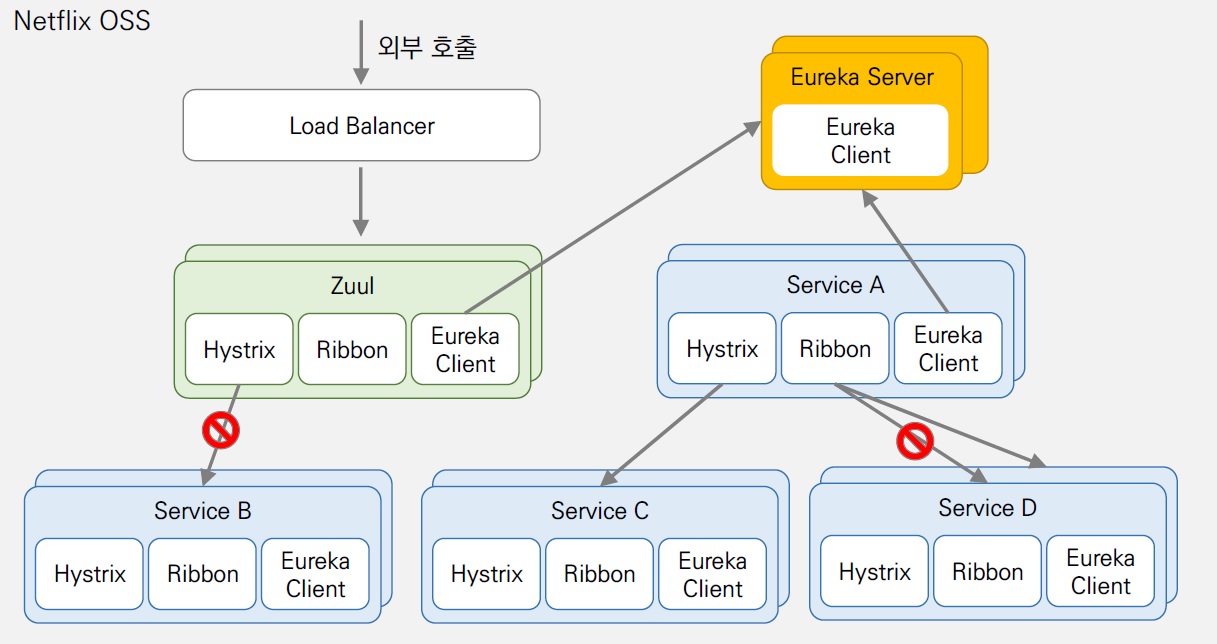 Netflix OSS
외부 호출
Load Balancer
Eureka Server
Eureka
Client
Zuul
Hystrix
Ribbon
Eureka
Client
Service A
Hystrix
Ribbon
Eureka
Client
Service B
Hystrix
Ribbon
Eureka
Client
Service C
Hystrix
Ribbon
Eureka
Client
Service D
Hystrix
Ribbon
Eureka
Client